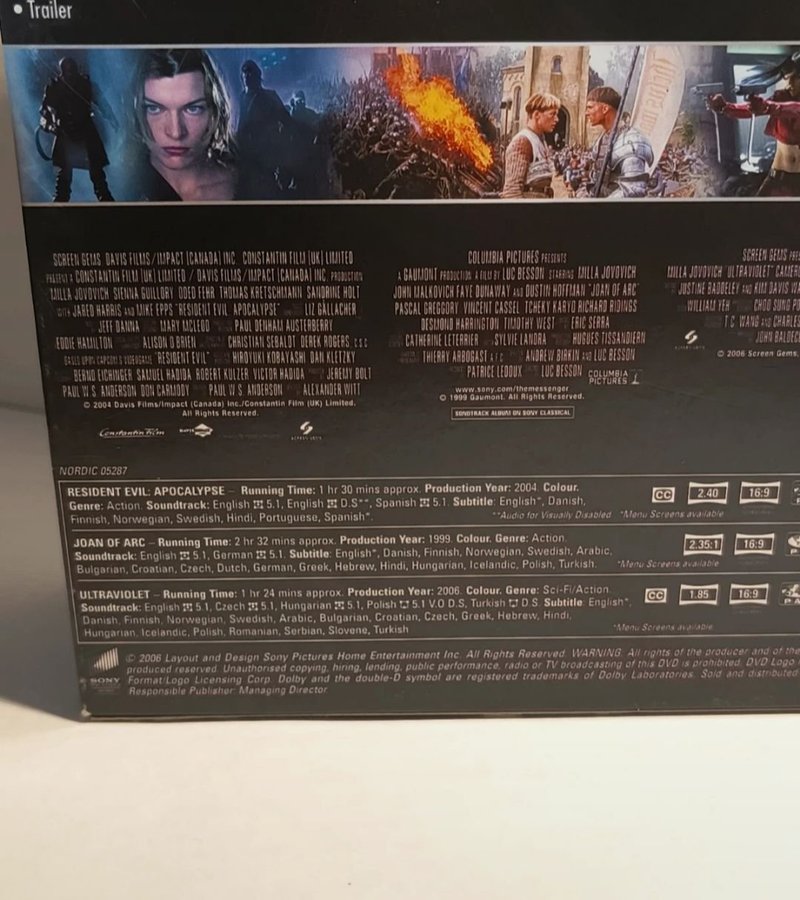 • Trailer
SCREEN GEMS, DAVIS FILMS/IMPACT (CANADA) INC. CONSTANTIN FILM (UK) LIMITED
PRESENT A CONSTANTIN FILM (UK) LIMITED / DAVIS FILMS/IMPACT (CANADA) INC. PRODUCTION
MILLA JOVOVICH SIENNA GUILLORY ODED FEHR THOMAS KRETSCHMANN SANDRINE HOLT
WITH JARED HARRIS AND MIKE EPPS "RESIDENT EVIL APOCALYPSE" LIZ GALLACHER
JEFF DANNA MARY MCLEOD PAUL DENHAM AUSTERBERRY
EDDIE HAMILTON ALISON O'BRIEN CHRISTIAN SEBALDT DEREK ROGERS, C.S.C.
BASED UPON CAPCOM'S VIDEOGAME "RESIDENT EVIL" HIROYUKI KOBAYASHI DAN KLETZKY
BERND EICHINGER SAMUEL HADIDA ROBERT KULZER VICTOR HADIDA JEREMY BOLT
PAUL W S ANDERSON DON CARMODY PAUL W S ANDERSON ALEXANDER WITT
© 2004 Davis Films/Impact (Canada) Inc./Constantin Film (UK) Limited.
All Rights Reserved.
Constantin Film
COLUMBIA PICTURES PRESENTS
A GAUMONT PRODUCTION A FILM BY LUC BESSON STARRING MILLA JOVOVICH
JOHN MALKOVICH FAYE DUNAWAY AND DUSTIN HOFFMAN "JOAN OF ARC"
PASCAL GREGGORY VINCENT CASSEL TCHEKY KARYO RICHARD RIDINGS
DESMOND HARRINGTON TIMOTHY WEST ERIC SERRA
CATHERINE LETERRIER SYLVIE LANDRA HUGUES TISSANDIER
THIERRY ARBOGAST A.F.C. ANDREW BIRKIN AND LUC BESSON
PATRICE LEDOUX LUC BESSON COLUMBIA PICTURES
www.sony.com/themessenger
© 1999 Gaumont. All Rights Reserved.
SOUNDTRACK ALBUM ON SONY CLASSICAL
SCREEN GEMS
MILLA JOVOVICH "ULTRAVIOLET"
JUSTINE BADDELEY AND KIM DAVIS
WILLIAM YEH CHOO SUNG
T C WANG AND CHARLES
JOHN
© 2006 Screen Gems,
NORDIC 05287
RESIDENT EVIL: APOCALYPSE – Running Time: 1 hr 30 mins approx. Production Year: 2004. Colour.
Genre: Action. Soundtrack: English 5.1, English D.S**, Spanish 5.1. Subtitle: English*, Danish,
Finnish, Norwegian, Swedish, Hindi, Portuguese, Spanish*. **Audio for Visually Disabled *Menu Screens available
CC 2.40 16:9
JOAN OF ARC – Running Time: 2 hr 32 mins approx. Production Year: 1999. Colour. Genre: Action.
Soundtrack: English 5.1, German 5.1. Subtitle: English*, Danish, Finnish, Norwegian, Swedish, Arabic,
Bulgarian, Croatian, Czech, Dutch, German, Greek, Hebrew, Hindi, Hungarian, Icelandic, Polish, Turkish. *Menu Screens available
2.35:1 16:9
ULTRAVIOLET – Running Time: 1 hr 24 mins approx. Production Year: 2006. Colour. Genre: Sci-Fi/Action.
Soundtrack: English 5.1, Czech 5.1, Hungarian 5.1, Polish 5.1 V.O D.S, Turkish D.S. Subtitle: English*,
Danish, Finnish, Norwegian, Swedish, Arabic, Bulgarian, Croatian, Czech, Greek, Hebrew, Hindi,
Hungarian, Icelandic, Polish, Romanian, Serbian, Slovene, Turkish *Menu Screens available
CC 1.85 16:9
© 2006 Layout and Design Sony Pictures Home Entertainment Inc. All Rights Reserved. WARNING: All rights of the producer and of the
produced reserved. Unauthorised copying, hiring, lending, public performance, radio or TV broadcasting of this DVD is prohibited. DVD Logo
Format/Logo Licensing Corp. Dolby and the double-D symbol are registered trademarks of Dolby Laboratories. Sold and distributed
Responsible Publisher: Managing Director
SONY